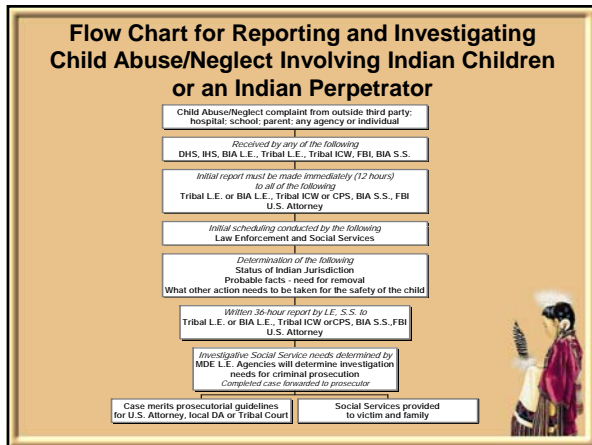 Flow Chart for Reporting and Investigating
Child Abuse/Neglect Involving Indian Children
or an Indian Perpetrator
Child Abuse/Neglect complaint from outside third party:
hospital; school; parent; any agency or individual
Received by any of the following
DHS, IHS, BIA L.E., Tribal L.E., Tribal ICW, FBI, BIA S.S.
Initial report must be made immediately (12 hours)
to all of the following
Tribal L.E. or BIA L.E., Tribal ICW or CPS, BIA S.S., FBI
U.S. Attorney
Initial scheduling conducted by the following
Law Enforcement and Social Services
Determination of the following
Status of Indian Jurisdiction
Probable facts - need for removal
What other action needs to be taken for the safety of the child
Written 36-hour report by LE, S.S. to
Tribal L.E. or BIA L.E., Tribal ICW orCPS, BIA S.S.,FBI
U.S. Attorney
Investigative Social Service needs determined by
MDE L.E. Agencies will determine investigation
needs for criminal prosecution
Completed case forwarded to prosecutor
Case merits prosecutorial guidelines
for U.S. Attorney, local DA or Tribal Court
Social Services provided
to victim and family